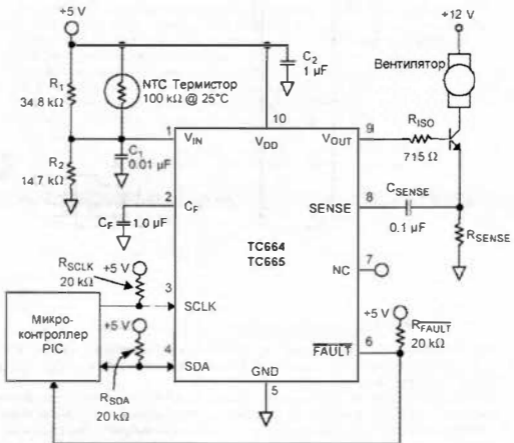 +5 V
+12 V
R1
34.8 kΩ
NTC Термистор
100 kΩ @ 25°C
C2
1 μF
Вентилятор
R2
14.7 kΩ
C1
0.01 μF
1
VIN
10
VDD
VOUT
9
RISO
715 Ω
2
CF
CF
1.0 μF
SENSE
8
CSENSE
0.1 μF
RSENSE
TC664
TC665
NC
7
RSCLK
20 kΩ
+5 V
3
SCLK
Микро-
контроллер
PIC
+5 V
4
SDA
RSDA
20 kΩ
GND
5
FAULT
6
+5 V
RFAULT
20 kΩ